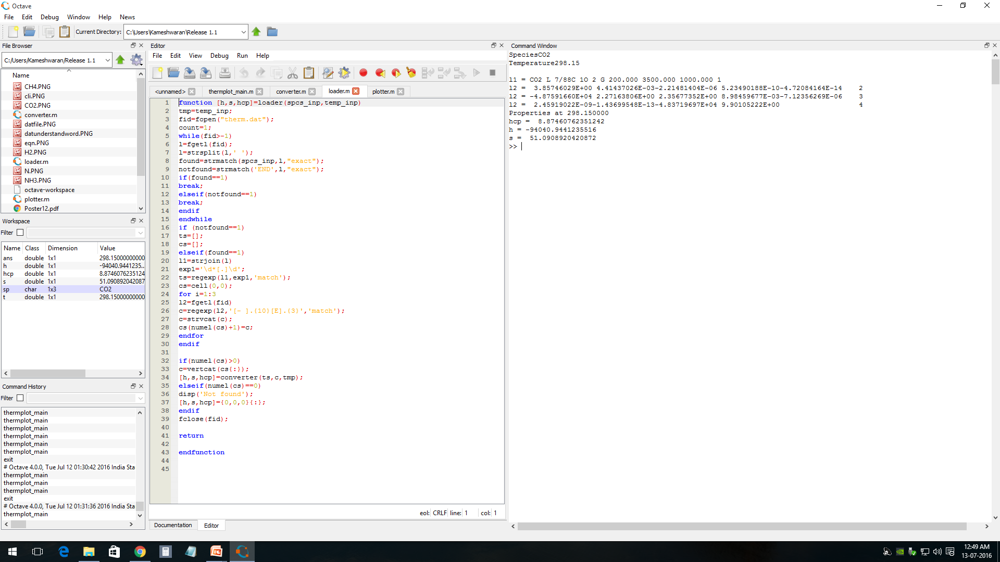 Octave
File Edit Debug Window Help News
Current Directory: C:\Users\Kameshwaran\Release 1.1
File Browser
C:/Users/Kameshwaran/Release 1.1
Name
CH4.PNG
cli.PNG
CO2.PNG
converter.m
datfile.PNG
datunderstandword.PNG
eqn.PNG
H2.PNG
loader.m
N.PNG
NH3.PNG
octave-workspace
plotter.m
Poster12.pdf
Workspace
Filter
Name Class Dimension Value
ans double 1x1 298.15000000000
h double 1x1 -94040.9441235...
hcp double 1x1 8.8746076235124
s double 1x1 51.090892042087
sp char 1x3 CO2
t double 1x1 298.15000000000
Command History
Filter
thermplot_main
thermplot_main
thermplot_main
thermplot_main
thermplot_main
thermplot_main
exit
# Octave 4.0.0, Tue Jul 12 01:30:42 2016 India Sta
thermplot_main
thermplot_main
thermplot_main
exit
# Octave 4.0.0, Tue Jul 12 01:31:36 2016 India Sta
thermplot_main
Editor
File Edit View Debug Run Help
<unnamed> thermplot_main.m converter.m loader.m plotter.m
1 function [h,s,hcp]=loader(spcs_inp,temp_inp)
2 tmp=temp_inp;
3 fid=fopen("therm.dat");
4 count=1;
5 while(fid>-1)
6 l=fgetl(fid);
7 l=strsplit(l,' ');
8 found=strmatch(spcs_inp,l,"exact");
9 notfound=strmatch('END',l,"exact");
10 if(found==1)
11 break;
12 elseif(notfound==1)
13 break;
14 endif
15 endwhile
16 if (notfound==1)
17 ts=[];
18 cs=[];
19 elseif(found==1)
20 l1=strjoin(l)
21 exp1='\d*[.]\d';
22 ts=regexp(l1,exp1,'match');
23 cs=cell(0,0);
24 for i=1:3
25 l2=fgetl(fid)
26 c=regexp(l2,'[- ].{10}[E].{3}','match');
27 c=strvcat(c);
28 cs(numel(cs)+1)=c;
29 endfor
30 endif
31
32 if(numel(cs)>0)
33 c=vertcat(cs{:});
34 [h,s,hcp]=converter(ts,c,tmp);
35 elseif(numel(cs)==0)
36 disp('Not found');
37 [h,s,hcp]={0,0,0}{:};
38 endif
39 fclose(fid);
40
41 return
42
43 endfunction
44
45
eol: CRLF line: 1 col: 1
Documentation Editor
Command Window
SpeciesCO2
Temperature298.15
l1 = CO2 L 7/88C 1O 2 G 200.000 3500.000 1000.000 1
l2 =  3.85746029E+00 4.41437026E-03-2.21481404E-06 5.23490188E-10-4.72084164E-14    2
l2 = -4.87591660E+04 2.27163806E+00 2.35677352E+00 8.98459677E-03-7.12356269E-06    3
l2 =  2.45919022E-09-1.43699548E-13-4.83719697E+04 9.90105222E+00                   4
Properties at 298.150000
hcp =  8.87460762351242
h = -94040.9441235516
s =  51.0908920420872
>>
12:49 AM
13-07-2016